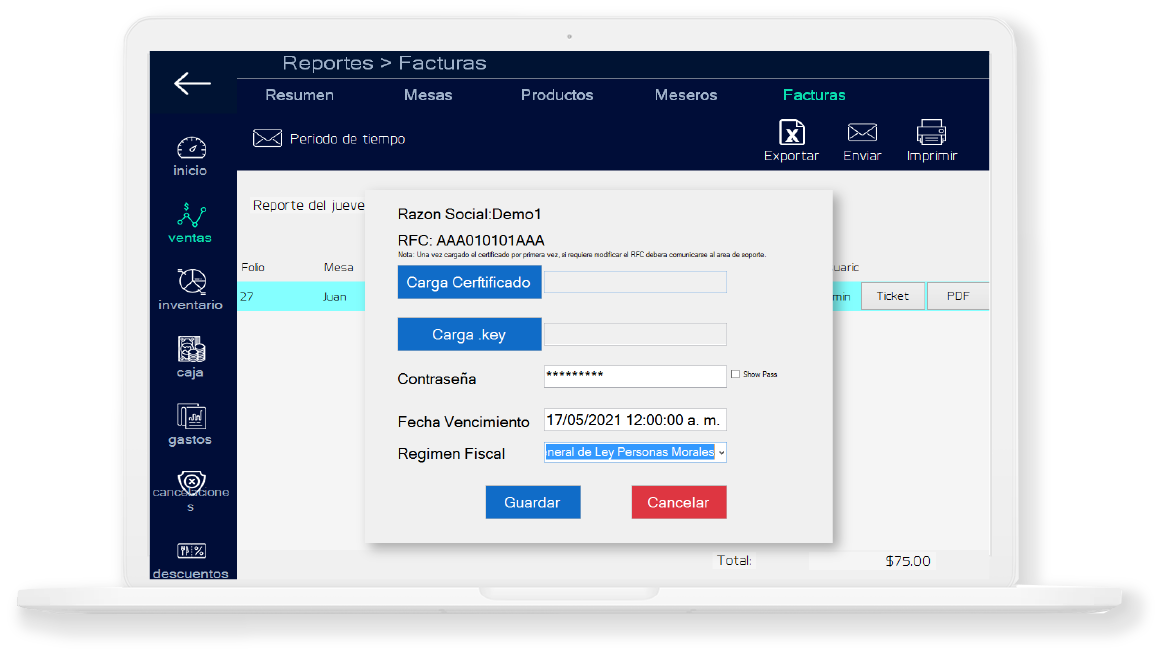 Reportes > Facturas
Resumen
Mesas
Productos
Meseros
Facturas
Periodo de tiempo
Exportar
Enviar
Imprimir
inicio
ventas
inventario
caja
gastos
cancelacione
s
descuentos
Reporte del jueve
Folio
Mesa
uaric
27
Juan
min
Ticket
PDF
Razon Social:Demo1
RFC: AAA010101AAA
Nota: Una vez cargado el certificado por primera vez, si requiere modificar el RFC debera comunicarse al area de soporte.
Carga Cerftificado
Carga .key
Contraseña
*********
Show Pass
Fecha Vencimiento
17/05/2021 12:00:00 a. m.
Regimen Fiscal
neral de Ley Personas Morales
Guardar
Cancelar
Total:
$75.00